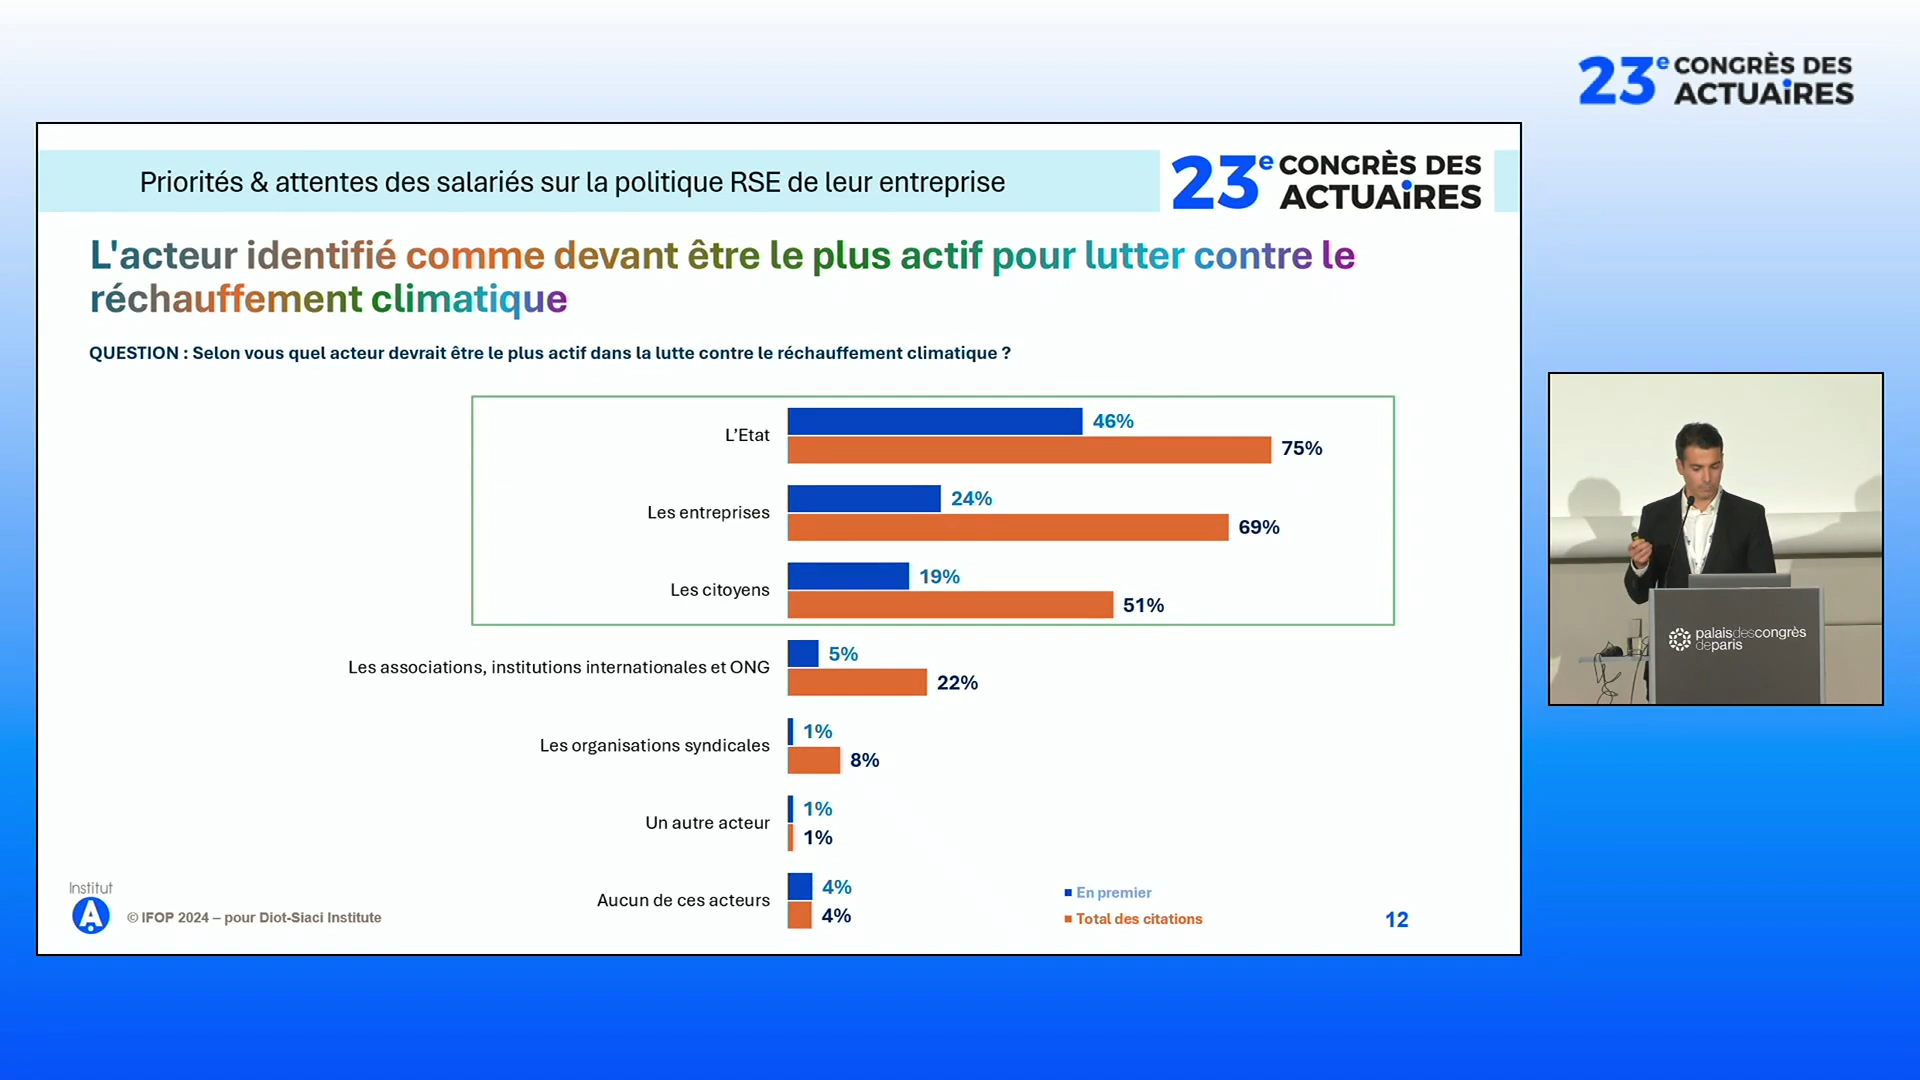 23e CONGRÈS DES
ACTUAIRES
Priorités & attentes des salariés sur la politique RSE de leur entreprise
23e CONGRÈS DES
ACTUAIRES
L'acteur identifié comme devant être le plus actif pour lutter contre le
réchauffement climatique
QUESTION : Selon vous quel acteur devrait être le plus actif dans la lutte contre le réchauffement climatique ?
L'Etat
46%
75%
Les entreprises
24%
69%
Les citoyens
19%
51%
Les associations, institutions internationales et ONG
5%
22%
Les organisations syndicales
1%
8%
Un autre acteur
1%
1%
Aucun de ces acteurs
4%
4%
En premier
Total des citations
Institut
A
© IFOP 2024 – pour Diot-Siaci Institute
12
palaisdescongrès
deparis